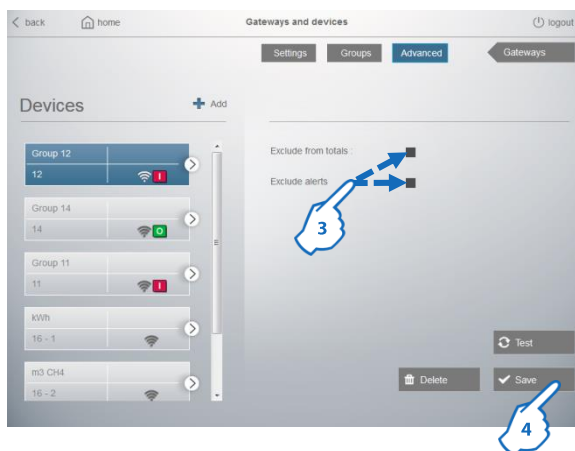 back home Gateways and devices logout
Settings Groups Advanced Gateways
Devices Add
Group 12
12 I
Group 14
14 O
Group 11
11 I
kWh
16 - 1
m3 CH4
16 - 2
Exclude from totals :
Exclude alerts
3
Test
Delete Save
4